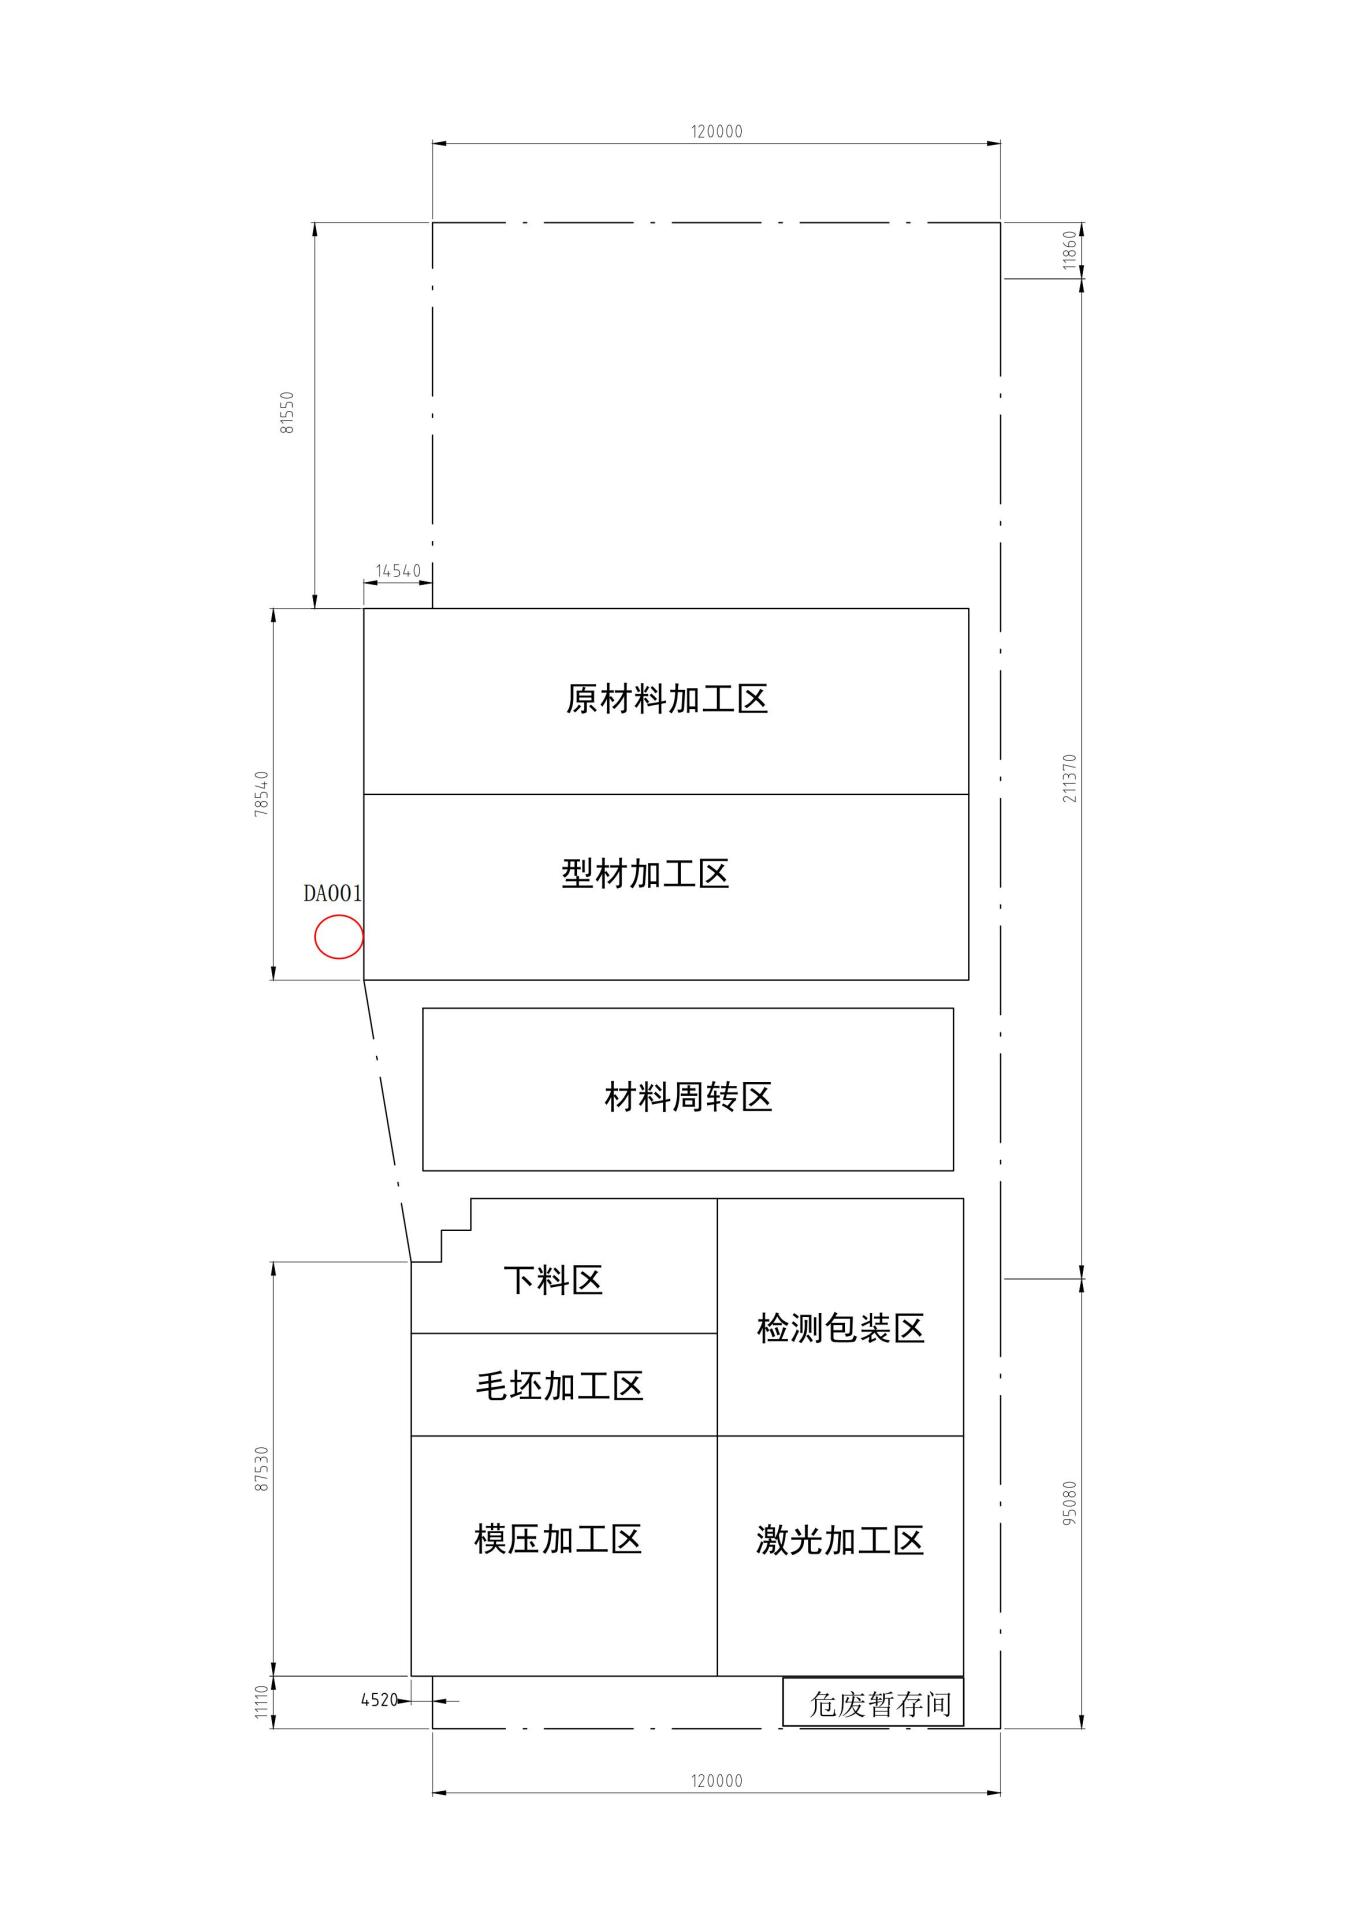 120000
11860
81550
14540
原材料加工区
211370
78540
型材加工区
DA001
材料周转区
下料区
检测包装区
毛坯加工区
87530
95080
模压加工区
激光加工区
11110
4520
危废暂存间
120000